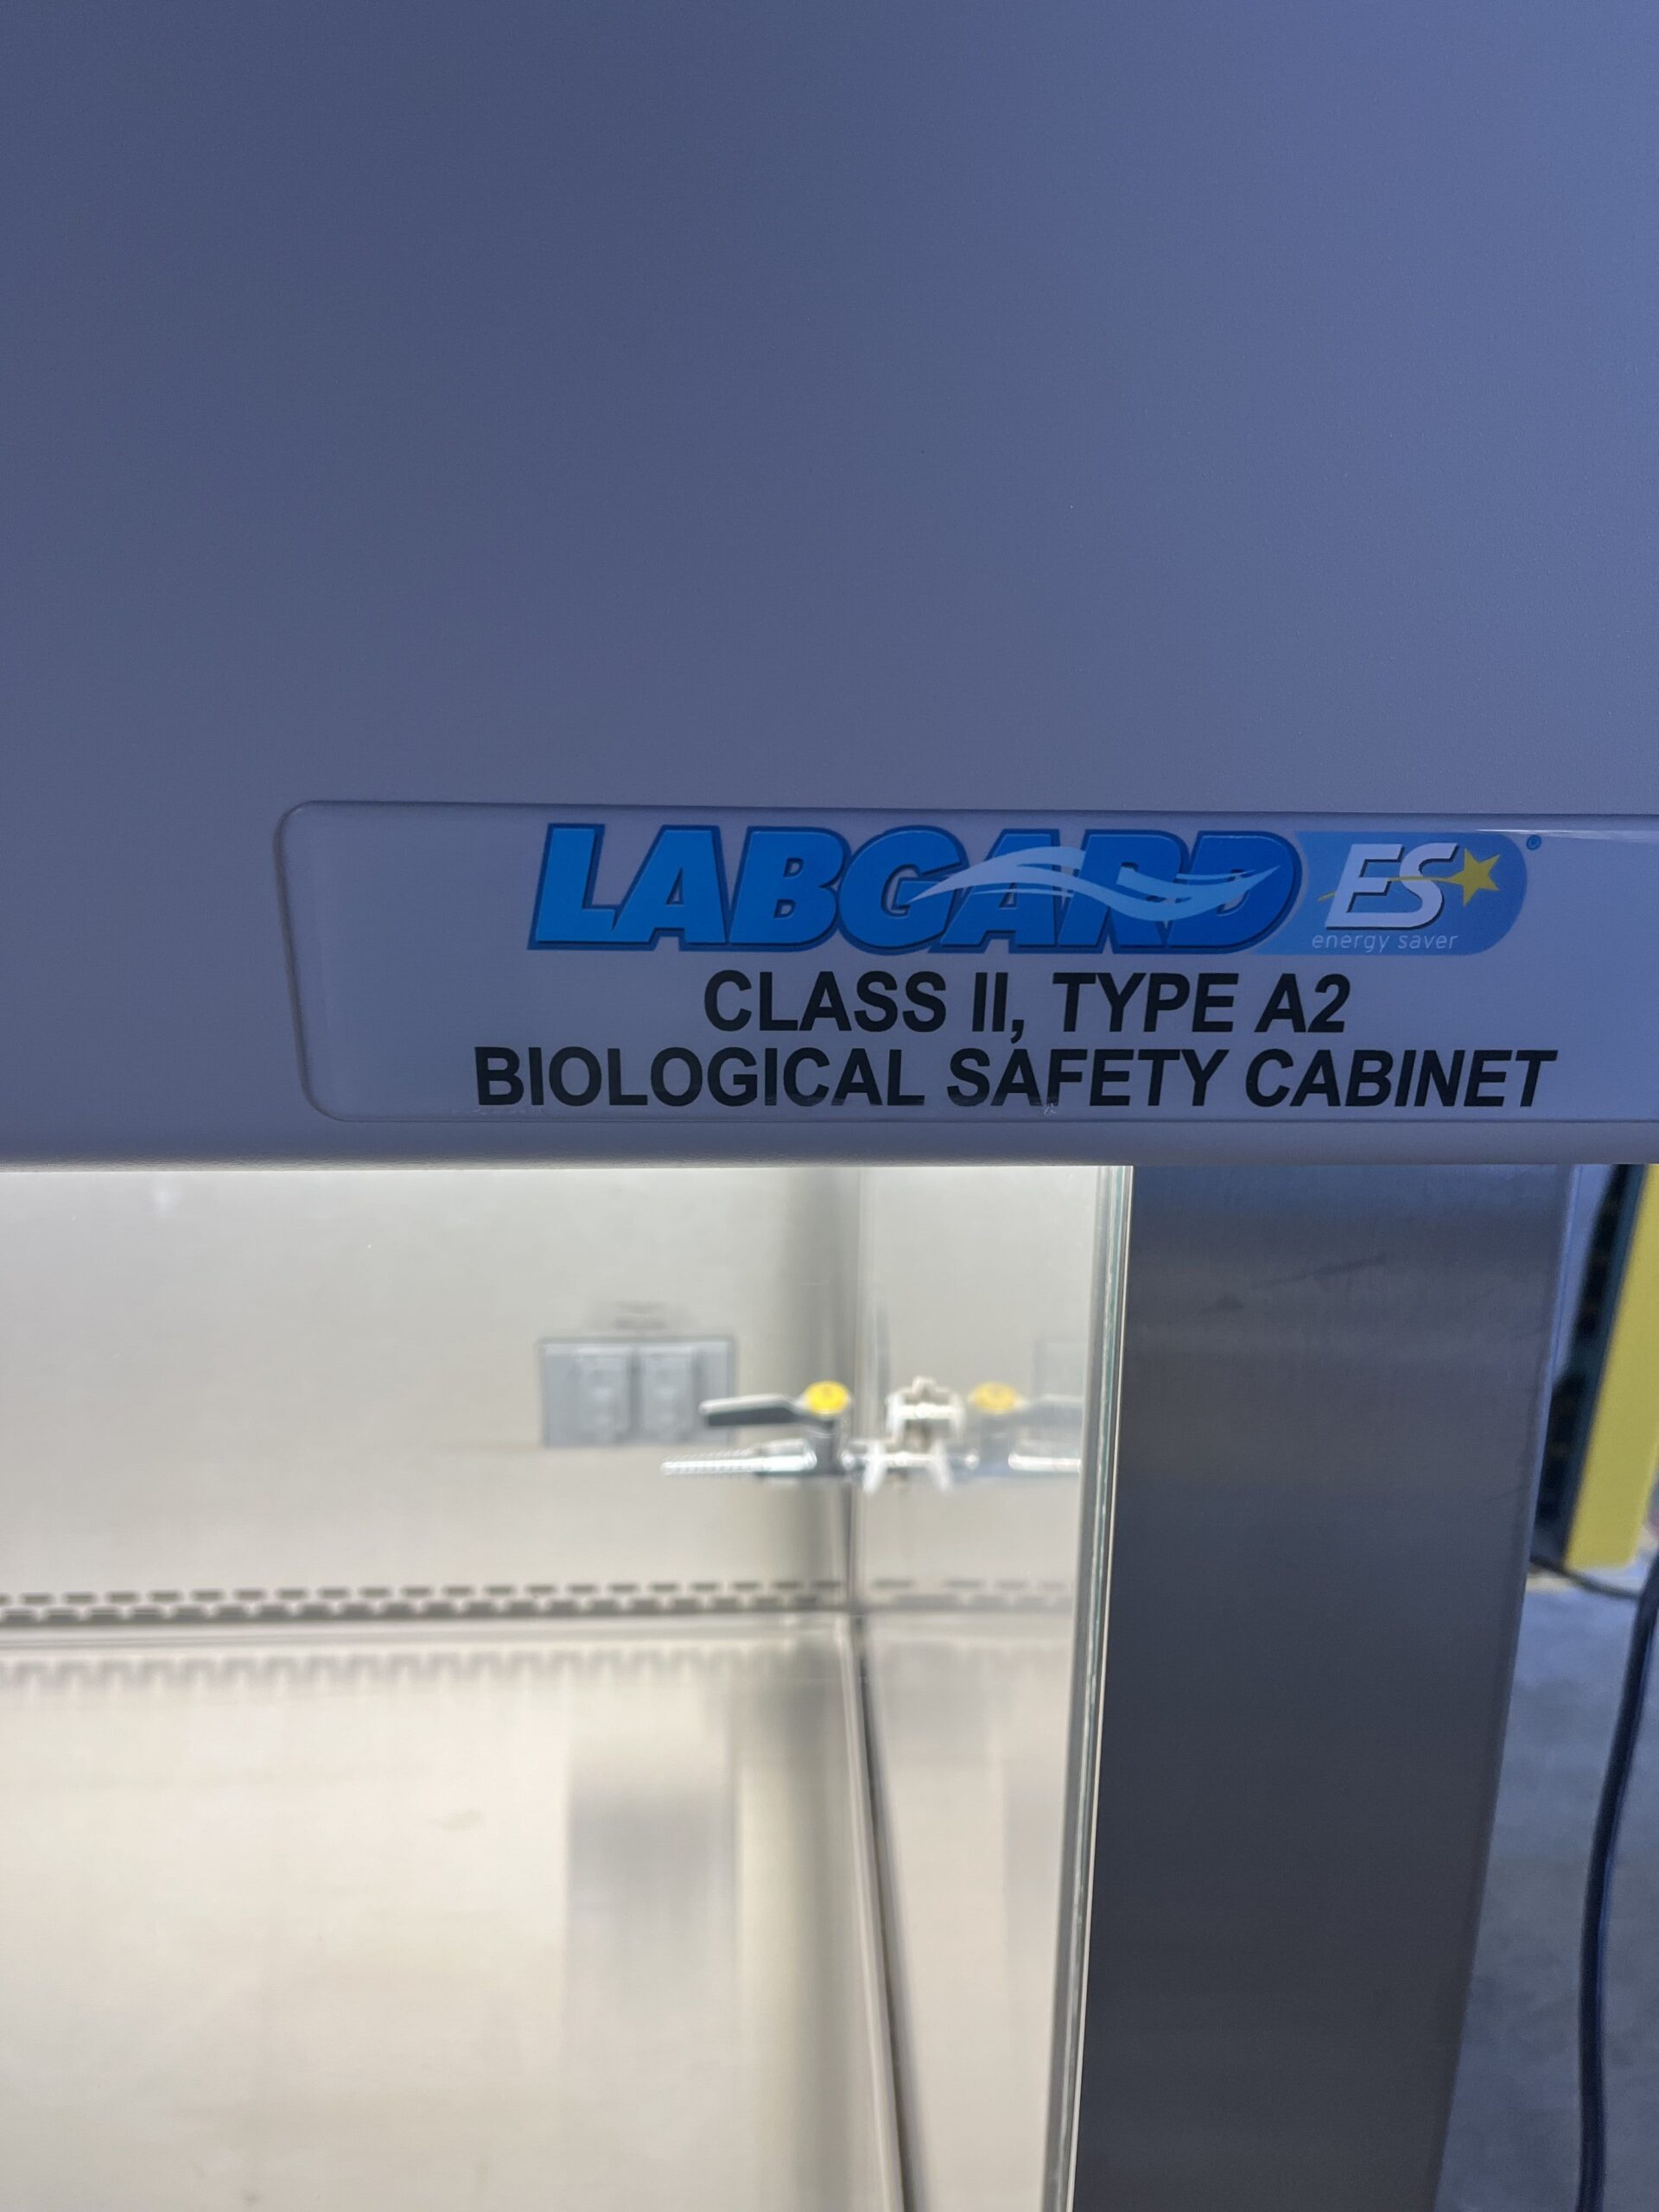 LABGARD ES®
energy saver
CLASS II, TYPE A2
BIOLOGICAL SAFETY CABINET